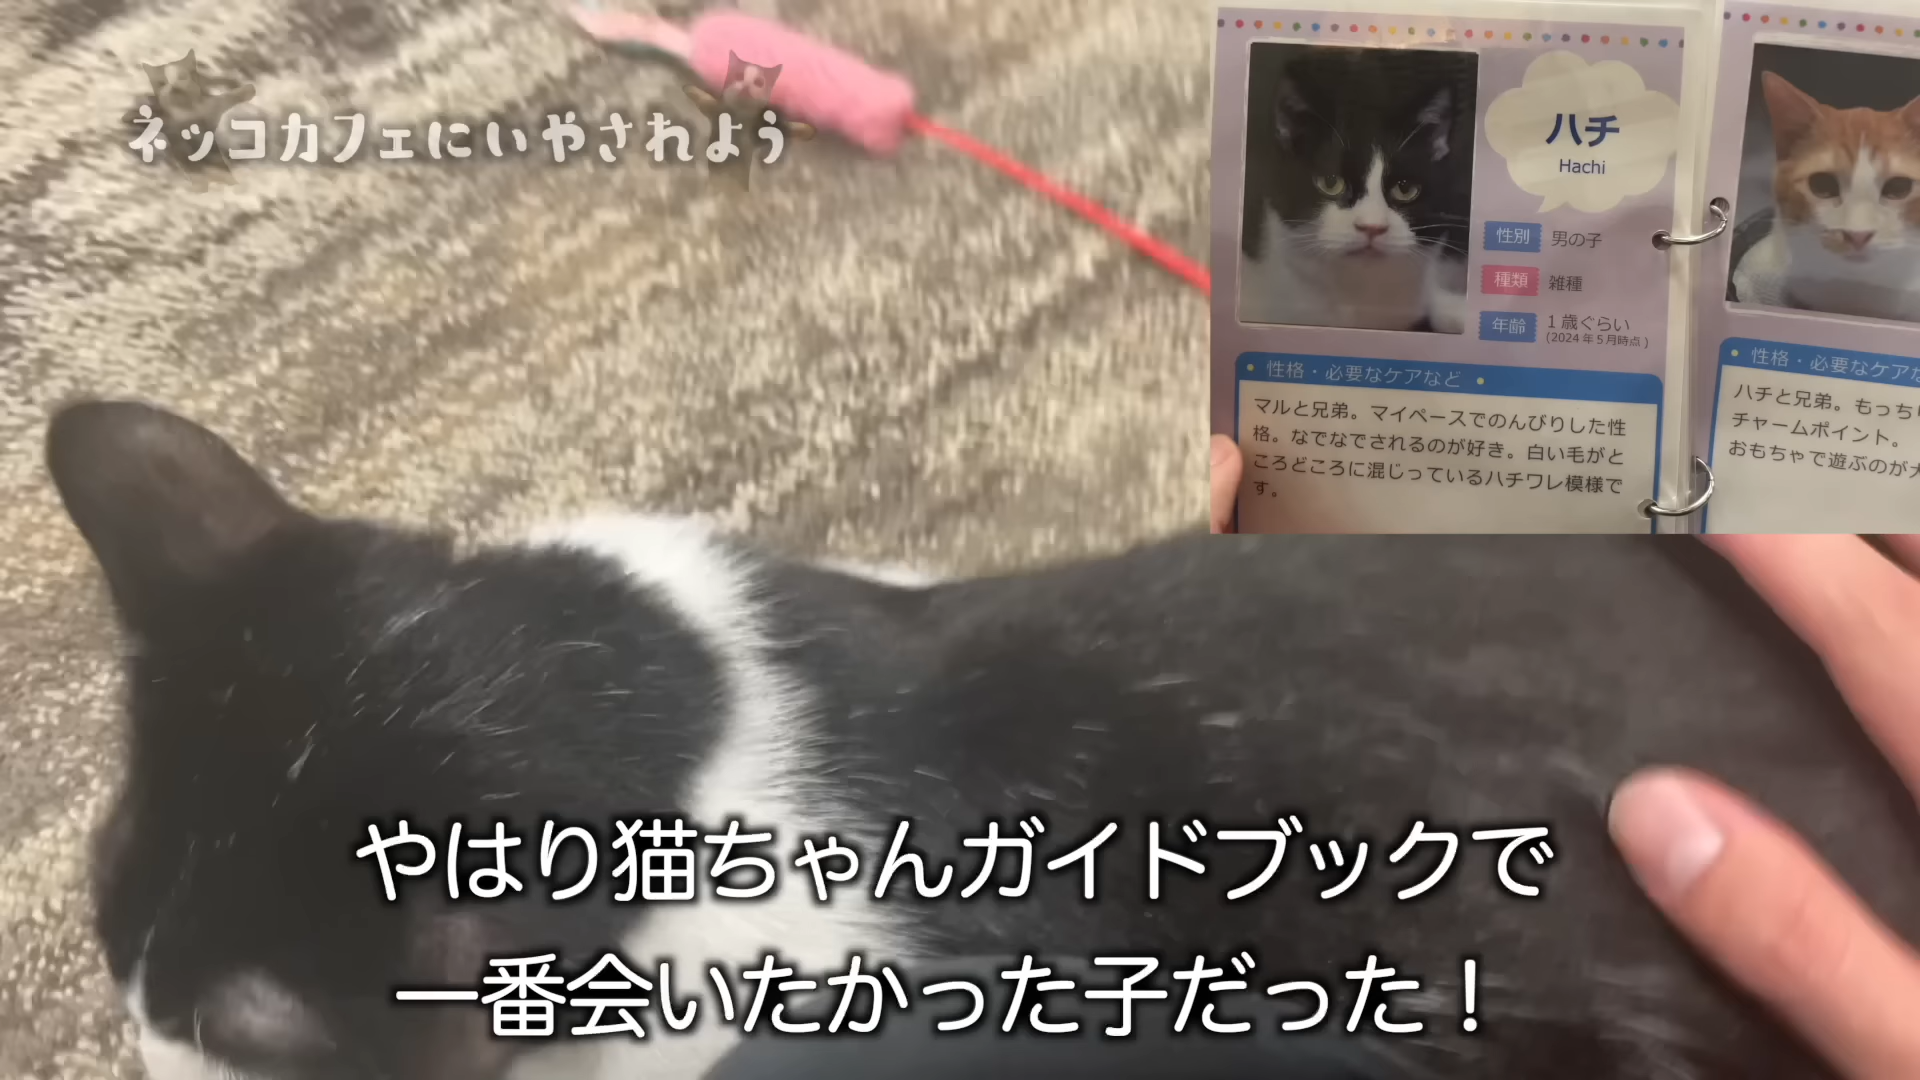 ネッコカフェにいやされよう
ハチ
Hachi
性別 男の子
種類 雑種
年齢 1歳ぐらい
(2024年5月時点)
性格・必要なケアなど
マルと兄弟。マイペースでのんびりした性
格。なでなでされるのが好き。白い毛がと
ころどころに混じっているハチワレ模様で
す。
性格・必要なケアな
ハチと兄弟。もっち
チャームポイント。
おもちゃで遊ぶのが
やはり猫ちゃんガイドブックで
一番会いたかった子だった！